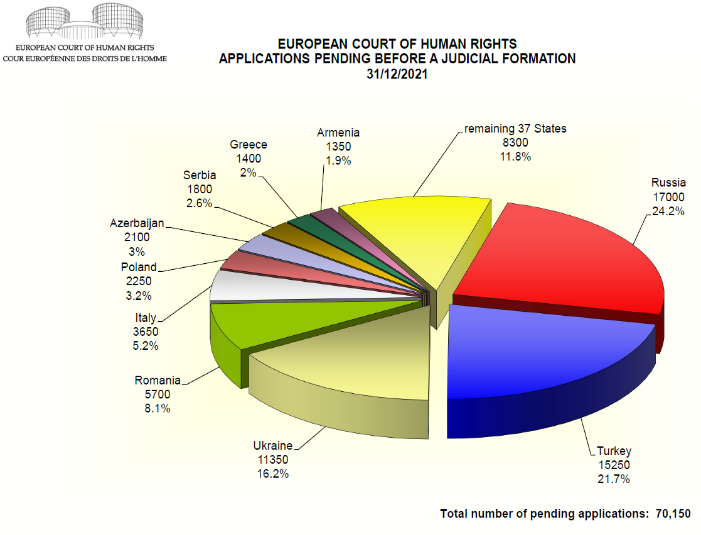 EUROPEAN COURT OF HUMAN RIGHTS
COUR EUROPÉENNE DES DROITS DE L'HOMME
EUROPEAN COURT OF HUMAN RIGHTS
APPLICATIONS PENDING BEFORE A JUDICIAL FORMATION
31/12/2021
remaining 37 States
8300
11.8%
Russia
17000
24.2%
Turkey
15250
21.7%
Ukraine
11350
16.2%
Romania
5700
8.1%
Italy
3650
5.2%
Poland
2250
3.2%
Azerbaijan
2100
3%
Serbia
1800
2.6%
Greece
1400
2%
Armenia
1350
1.9%
Total number of pending applications: 70,150